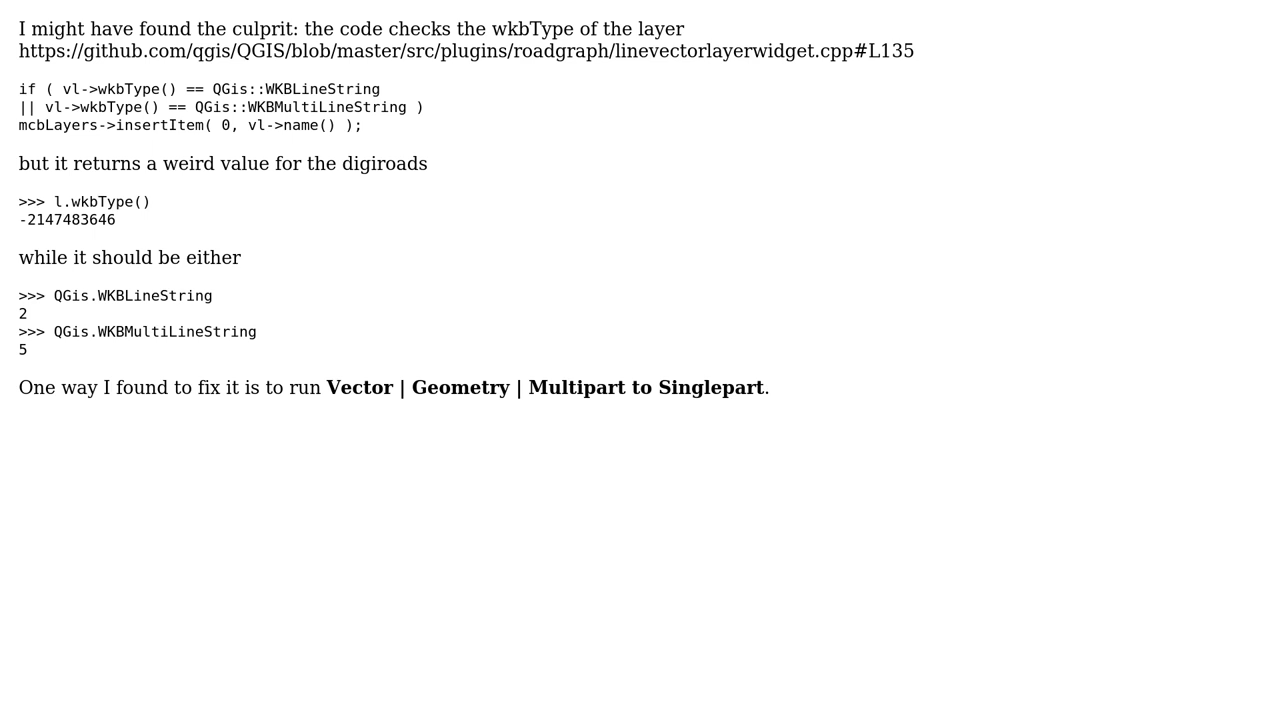 I might have found the culprit: the code checks the wkbType of the layer
https://github.com/qgis/QGIS/blob/master/src/plugins/roadgraph/linevectorlayerwidget.cpp#L135
if ( vl->wkbType() == QGis::WKBLineString
|| vl->wkbType() == QGis::WKBMultiLineString )
mcbLayers->insertItem( 0, vl->name() );
but it returns a weird value for the digiroads
>>> l.wkbType()
-2147483646
while it should be either
>>> QGis.WKBLineString
2
>>> QGis.WKBMultiLineString
5
One way I found to fix it is to run Vector | Geometry | Multipart to Singlepart.